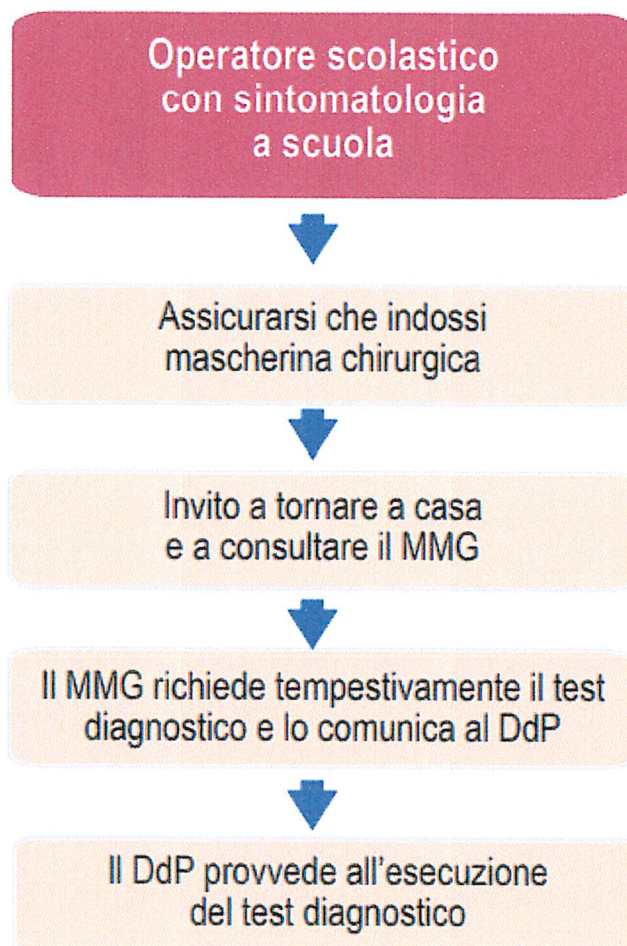 Operatore scolastico
con sintomatologia
a scuola
Assicurarsi che indossi
mascherina chirurgica
Invito a tornare a casa
e a consultare il MMG
Il MMG richiede tempestivamente il test
diagnostico e lo comunica al DdP
Il DdP provvede all'esecuzione
del test diagnostico